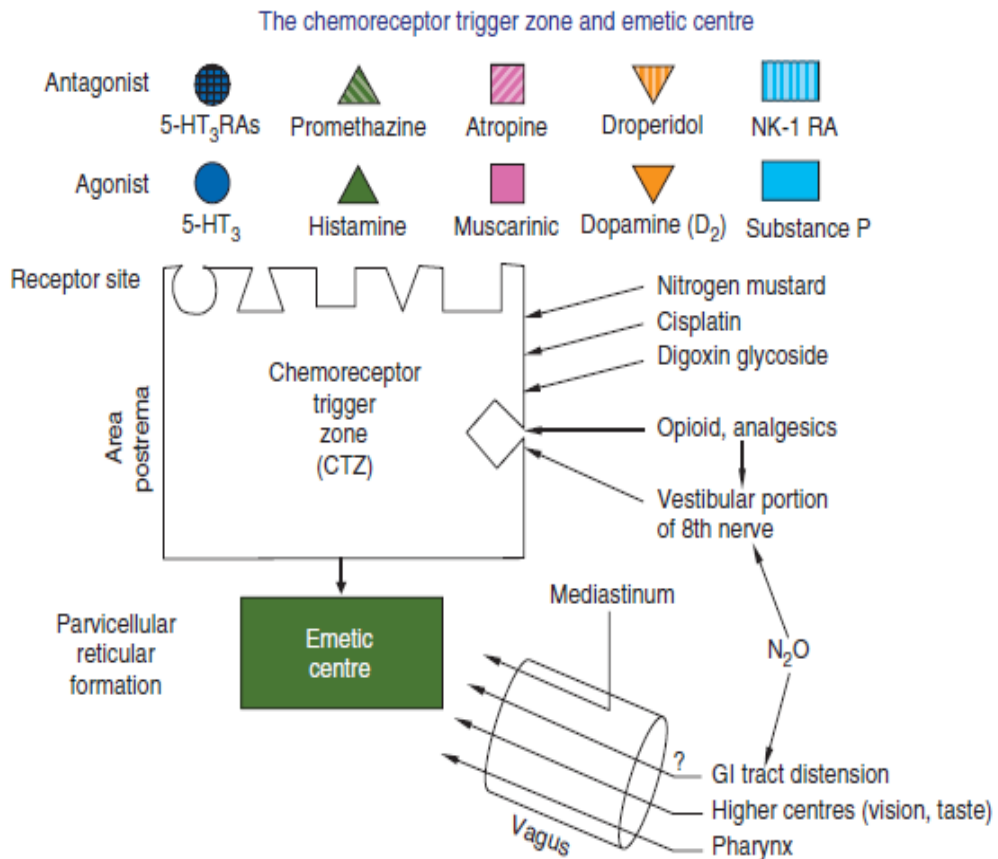 The chemoreceptor trigger zone and emetic centre
Antagonist
5-HT3RAs
Promethazine
Atropine
Droperidol
NK-1 RA
Agonist
5-HT3
Histamine
Muscarinic
Dopamine (D2)
Substance P
Receptor site
Nitrogen mustard
Cisplatin
Digoxin glycoside
Area
postrema
Chemoreceptor
trigger
zone
(CTZ)
Opioid, analgesics
Vestibular portion
of 8th nerve
Parvicellular
reticular
formation
Emetic
centre
Mediastinum
N2O
?
GI tract distension
Higher centres (vision, taste)
Pharynx
Vagus